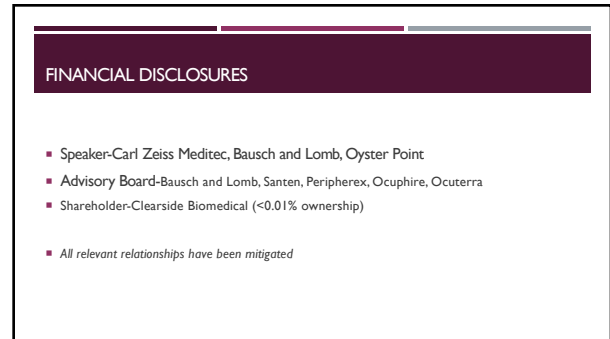 FINANCIAL DISCLOSURES
▪ Speaker-Carl Zeiss Meditec, Bausch and Lomb, Oyster Point
▪ Advisory Board-Bausch and Lomb, Santen, Peripherex, Ocuphire, Ocuterra
▪ Shareholder-Clearside Biomedical (<0.01% ownership)
▪ All relevant relationships have been mitigated